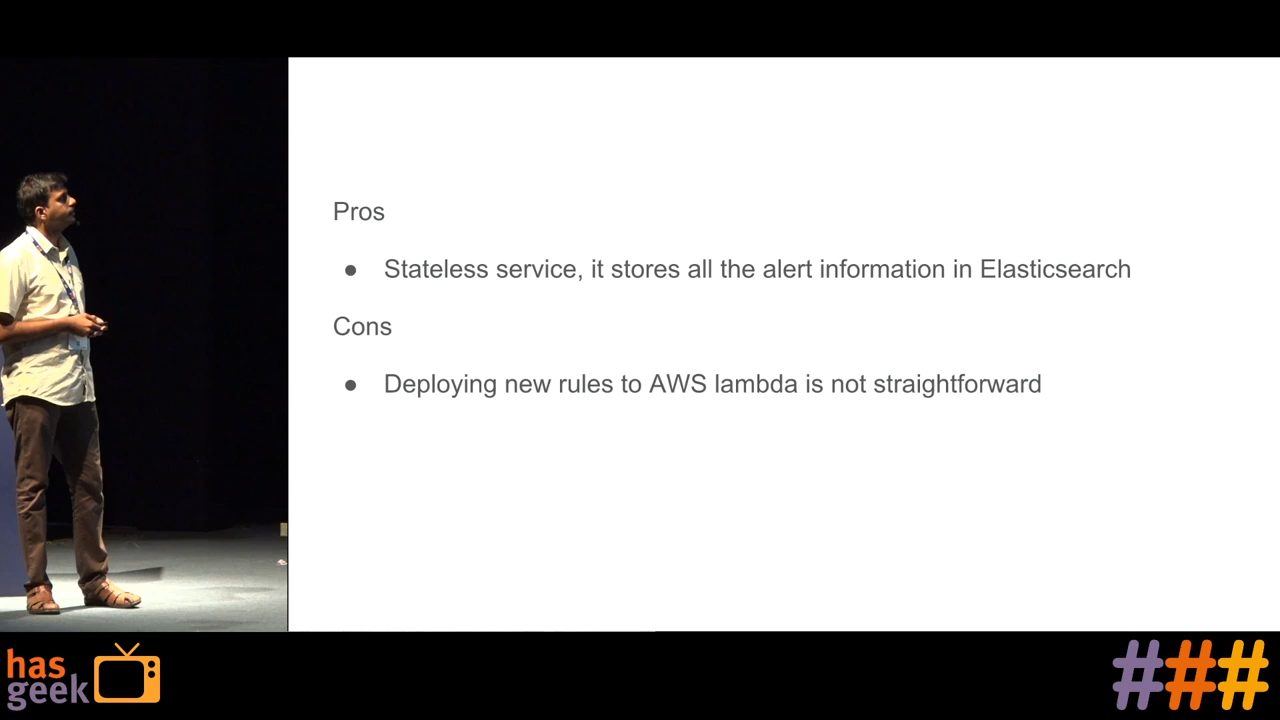 Pros
● Stateless service, it stores all the alert information in Elasticsearch
Cons
● Deploying new rules to AWS lambda is not straightforward
has
geek
###